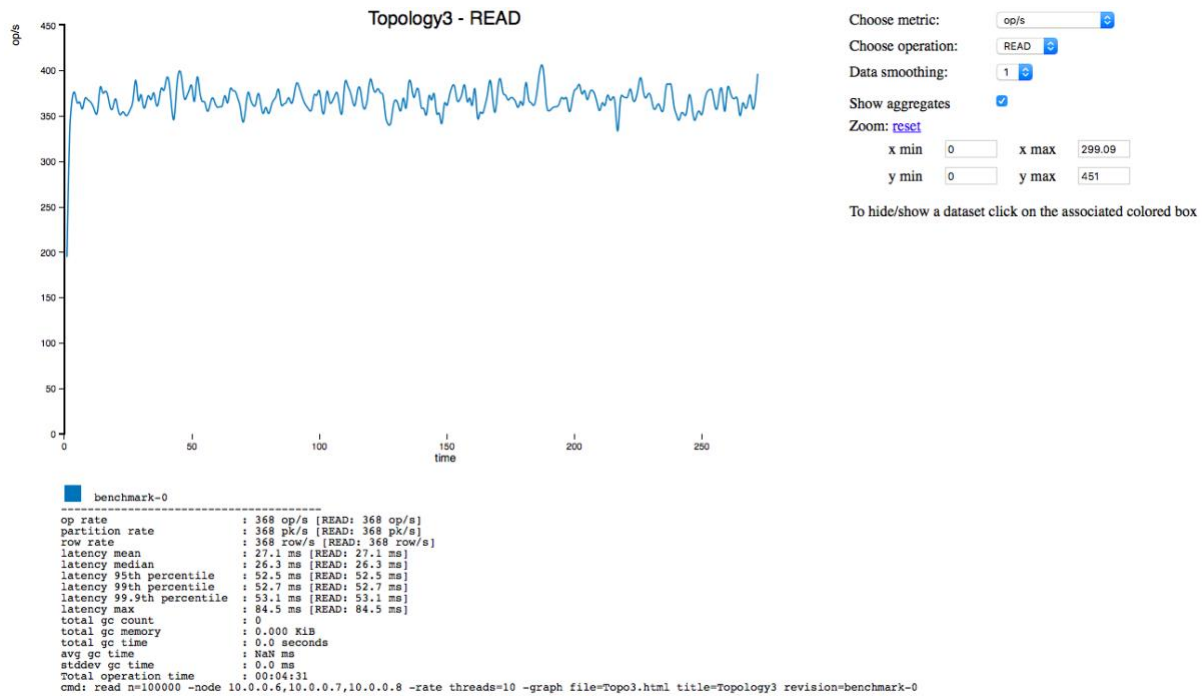 Topology3 - READ
op/s
450
400
350
300
250
200
150
100
50
0
0 50 100 150 200 250
time
Choose metric: op/s
Choose operation: READ
Data smoothing: 1
Show aggregates
Zoom: reset
x min 0 x max 299.09
y min 0 y max 451
To hide/show a dataset click on the associated colored box
benchmark-0
----------------------------------------
op rate : 368 op/s [READ: 368 op/s]
partition rate : 368 pk/s [READ: 368 pk/s]
row rate : 368 row/s [READ: 368 row/s]
latency mean : 27.1 ms [READ: 27.1 ms]
latency median : 26.3 ms [READ: 26.3 ms]
latency 95th percentile : 52.5 ms [READ: 52.5 ms]
latency 99th percentile : 52.7 ms [READ: 52.7 ms]
latency 99.9th percentile : 53.1 ms [READ: 53.1 ms]
latency max : 84.5 ms [READ: 84.5 ms]
total gc count : 0
total gc memory : 0.000 KiB
total gc time : 0.0 seconds
avg gc time : NaN ms
stddev gc time : 0.0 ms
Total operation time : 00:04:31
cmd: read n=100000 -node 10.0.0.6,10.0.0.7,10.0.0.8 -rate threads=10 -graph file=Topo3.html title=Topology3 revision=benchmark-0